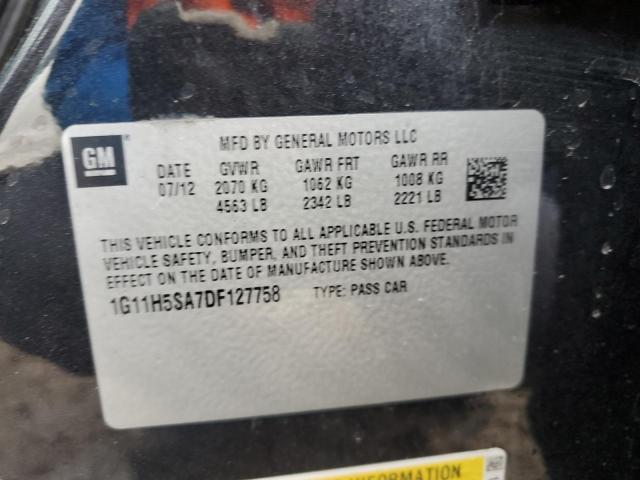 MFD BY GENERAL MOTORS LLC
GM
DATE GVWR GAWR FRT GAWR RR
07/12 2070 KG 1062 KG 1008 KG
4563 LB 2342 LB 2221 LB
THIS VEHICLE CONFORMS TO ALL APPLICABLE U.S. FEDERAL MOTOR
VEHICLE SAFETY, BUMPER, AND THEFT PREVENTION STANDARDS IN
EFFECT ON THE DATE OF MANUFACTURE SHOWN ABOVE.
1G11H5SA7DF127758 TYPE: PASS CAR
INFORMATION